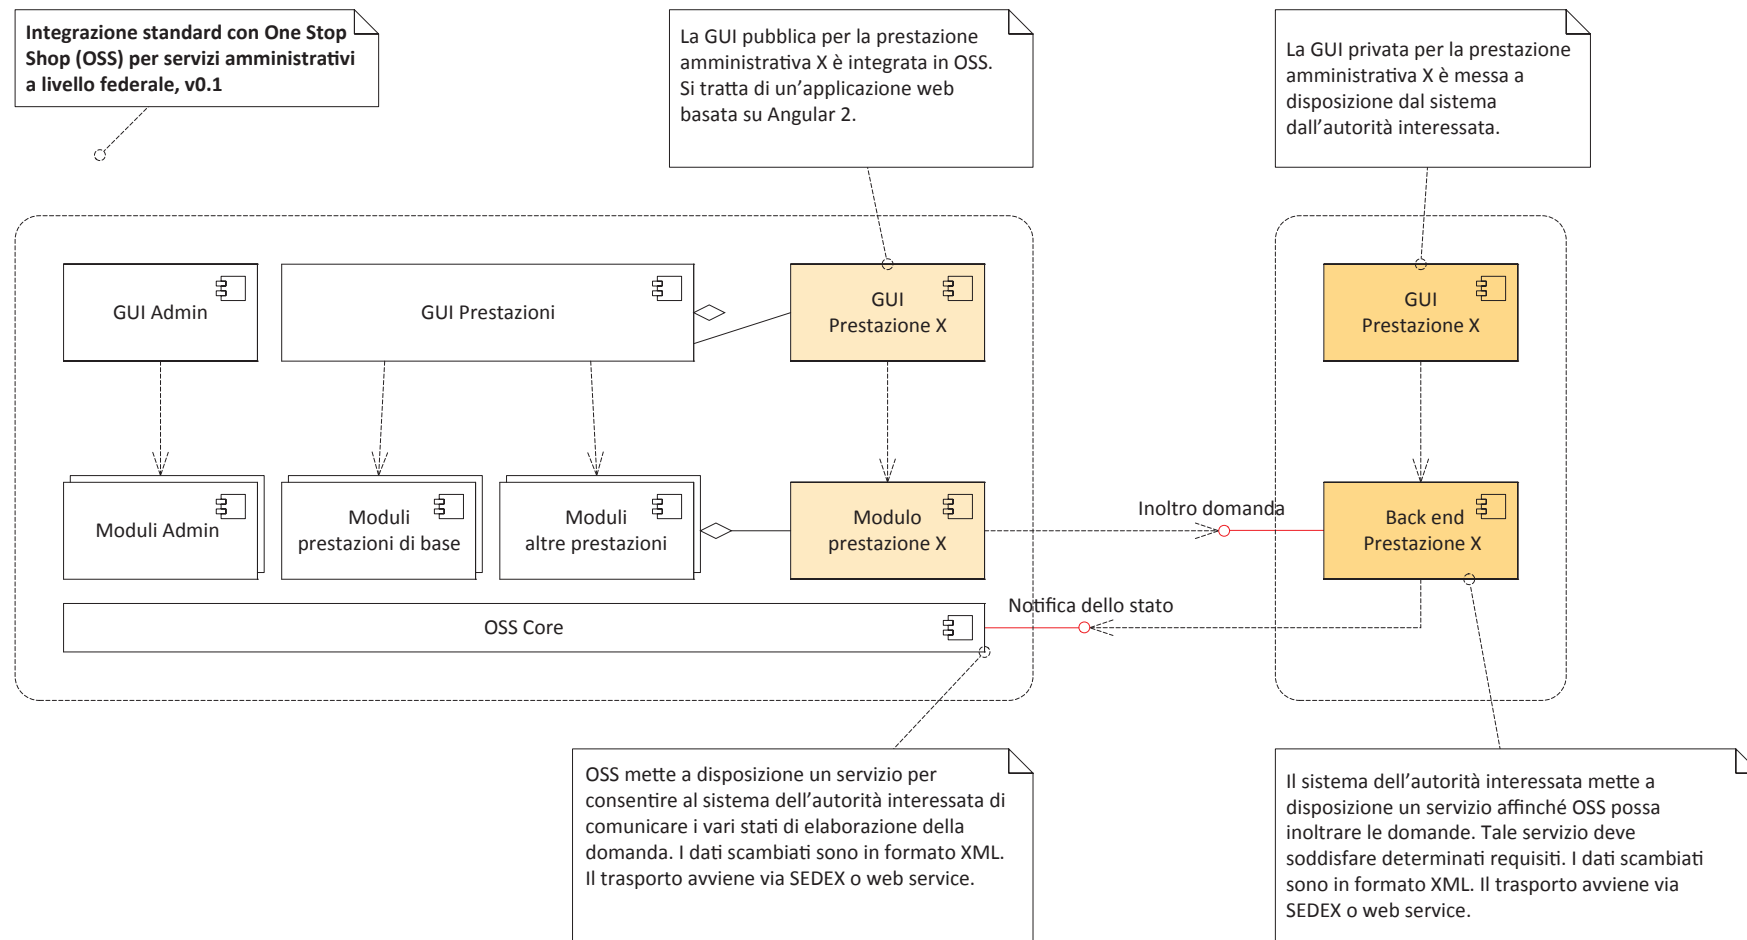 Integrazione standard con One Stop
Shop (OSS) per servizi amministrativi
a livello federale, v0.1
La GUI pubblica per la prestazione
amministrativa X è integrata in OSS.
Si tratta di un’applicazione web
basata su Angular 2.
La GUI privata per la prestazione
amministrativa X è messa a
disposizione dal sistema
dall’autorità interessata.
GUI Admin
GUI Prestazioni
GUI
Prestazione X
GUI
Prestazione X
Moduli Admin
Moduli
prestazioni di base
Moduli
altre prestazioni
Modulo
prestazione X
Inoltro domanda
Back end
Prestazione X
Notifica dello stato
OSS Core
OSS mette a disposizione un servizio per
consentire al sistema dell’autorità interessata di
comunicare i vari stati di elaborazione della
domanda. I dati scambiati sono in formato XML.
Il trasporto avviene via SEDEX o web service.
Il sistema dell’autorità interessata mette a
disposizione un servizio affinché OSS possa
inoltrare le domande. Tale servizio deve
soddisfare determinati requisiti. I dati scambiati
sono in formato XML. Il trasporto avviene via
SEDEX o web service.